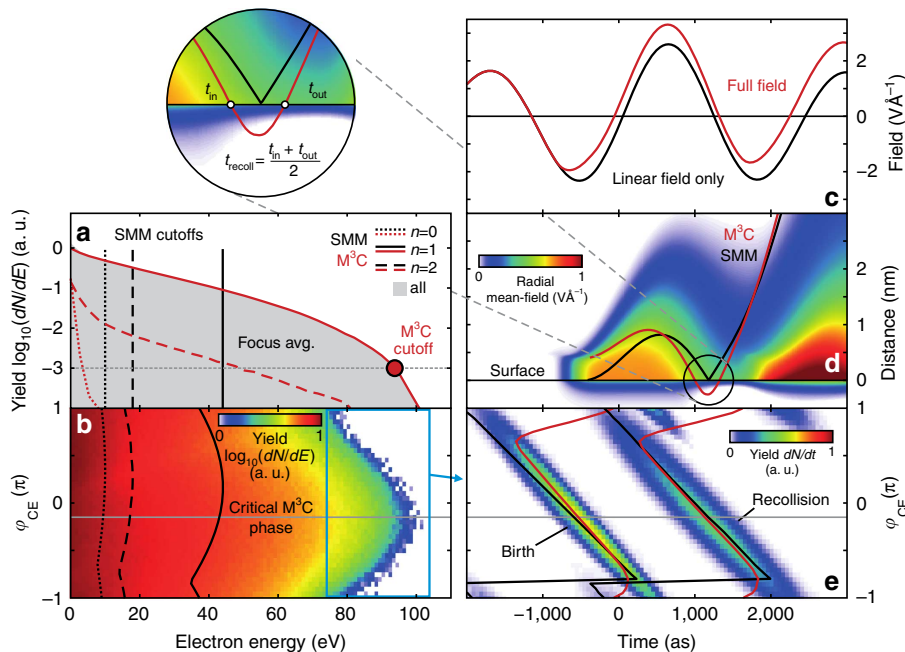 t_in
t_out
t_recoll = (t_in + t_out)/2
2
0
−2
Field (VÅ⁻¹)
Full field
Linear field only
c
a
SMM cutoffs
SMM n=0
M³C n=1
n=2
all
Focus avg.
M³C
cutoff
0
−1
−2
−3
Yield log₁₀(dN/dE) (a. u.)
M³C
SMM
0 1
Radial
mean-field (VÅ⁻¹)
Surface
d
2
1
0
Distance (nm)
b
0 1
Yield
log₁₀(dN/dE)
(a. u.)
Critical M³C
phase
1
0
−1
φ_CE (π)
0 20 40 60 80 100
Electron energy (eV)
0 1
Yield dN/dt
(a. u.)
Recollision
Birth
e
1
0
−1
φ_CE (π)
−1,000 0 1,000 2,000
Time (as)